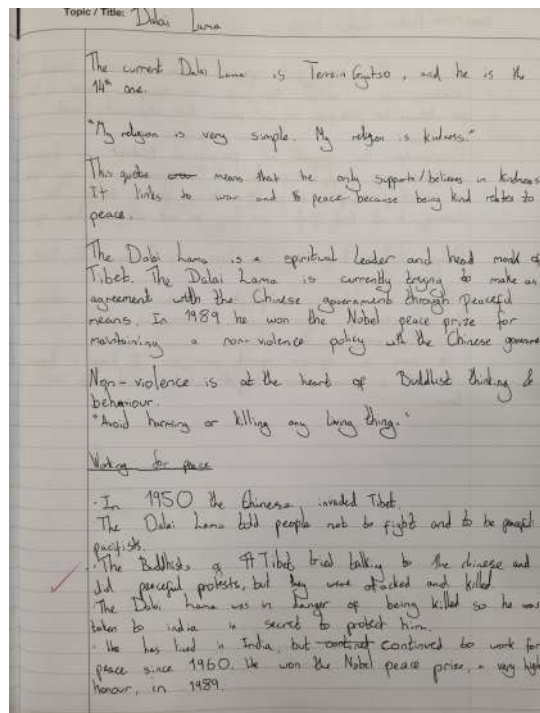 Topic / Title: Dalai Lama
The current Dalai Lama is Tenzin Gyatso, and he is the
14th one.
"My religion is very simple. My religion is kindness."
This quote means that he only supports/believes in kindness
It links to war and peace because being kind relates to
peace.
The Dalai Lama is a spiritual leader and head monk of
Tibet. The Dalai Lama is currently trying to make an
agreement with the Chinese government through peaceful
means. In 1989 he won the Nobel peace prize for
maintaining a non-violence policy with the Chinese governme
Non-violence is at the heart of Buddhist thinking &
behaviour.
"Avoid harming or killing any living thing."
Working for peace
· In 1950 the Chinese invaded Tibet.
The Dalai Lama told people not to fight and to be peaceful
pacifists.
· The Buddhists of Tibet tried talking to the chinese and
did peaceful protests, but they were attacked and killed
The Dalai Lama was in danger of being killed so he was
taken to india in secret to protect him.
· He has lived in India, but continued to work for
peace since 1960. He won the Nobel peace prize, a very high
honour, in 1989.